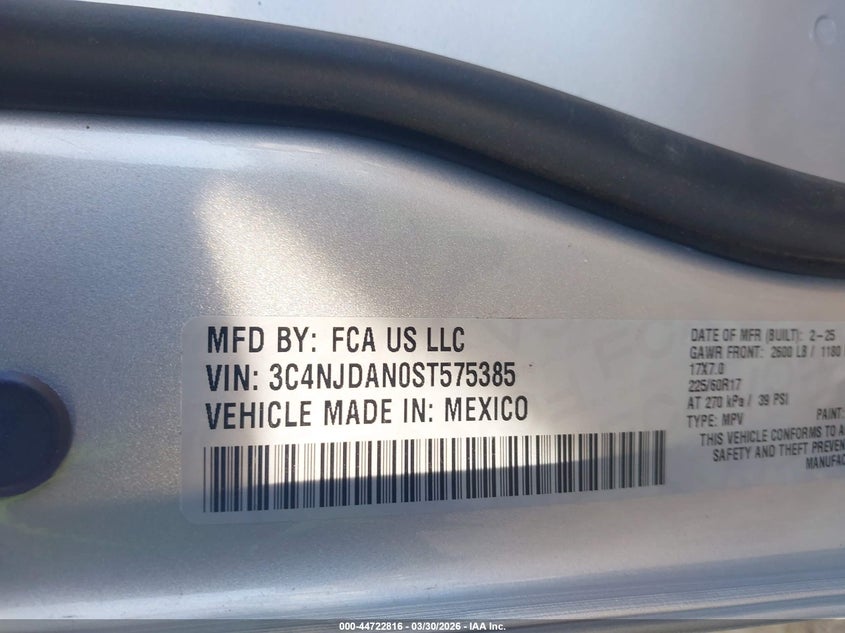 MFD BY: FCA US LLC
VIN: 3C4NJDAN0ST575385
VEHICLE MADE IN: MEXICO
DATE OF MFR (BUILT): 2-25
GAWR FRONT: 2600 LB / 1180
17X7.0
225/60R17
AT 270 kPa / 39 PSI
TYPE: MPV PAINT:
THIS VEHICLE CONFORMS TO A
SAFETY AND THEFT PREVEN
MANUFAC
000-44722816 - 03/30/2026 - IAA Inc.